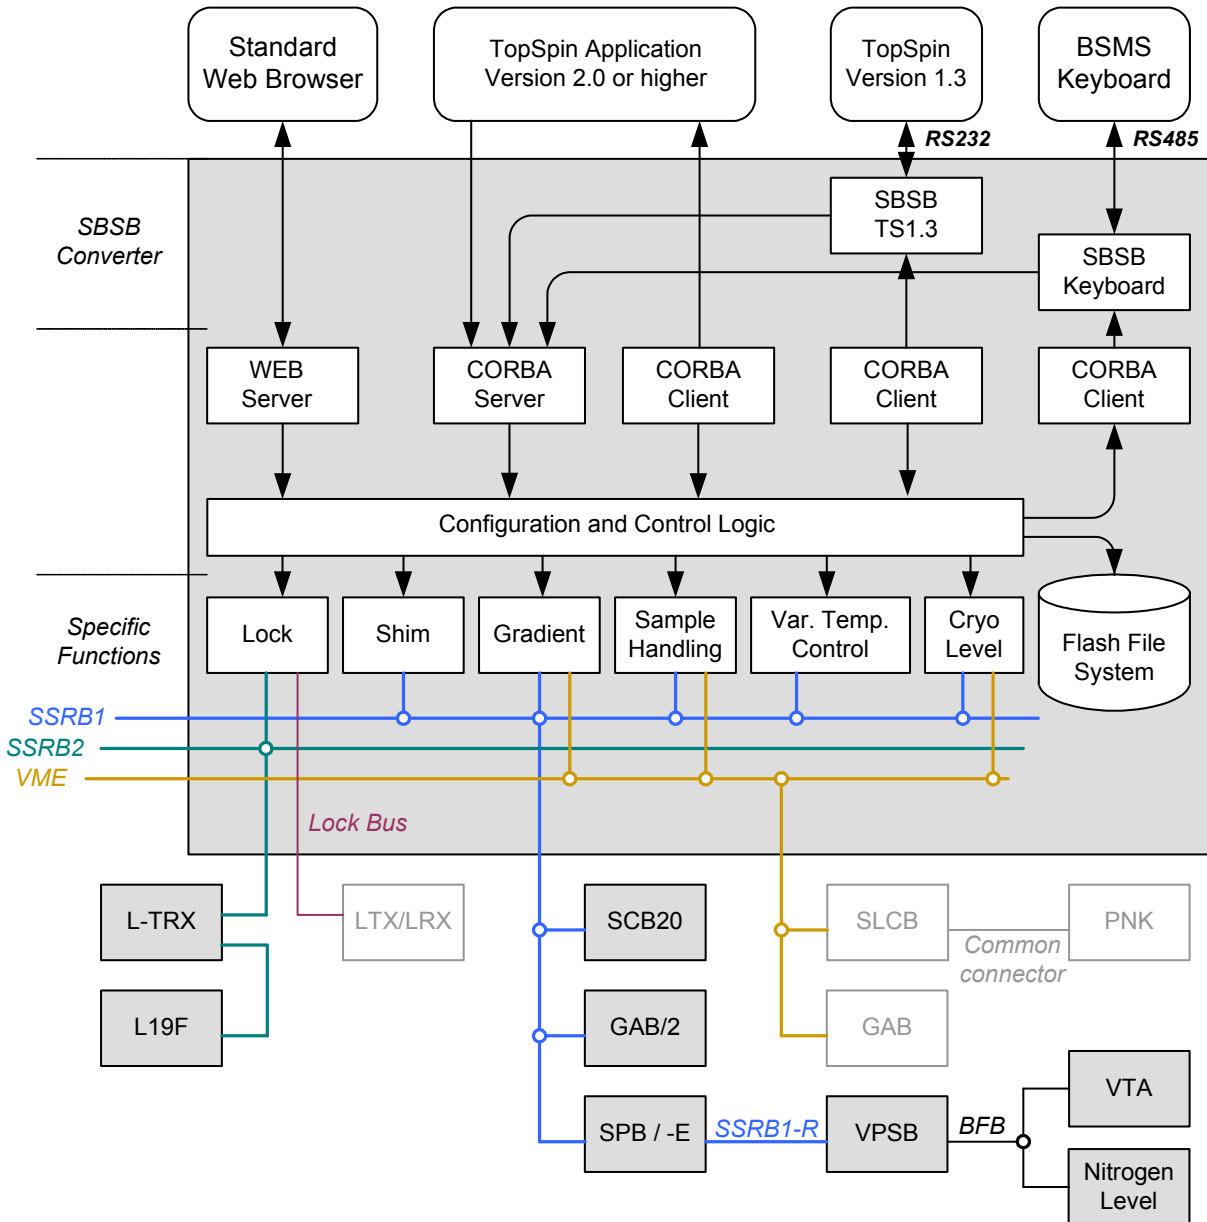 Standard
Web Browser
TopSpin Application
Version 2.0 or higher
TopSpin
Version 1.3
BSMS
Keyboard
RS232
RS485
SBSB
Converter
SBSB
TS1.3
SBSB
Keyboard
WEB
Server
CORBA
Server
CORBA
Client
CORBA
Client
CORBA
Client
Configuration and Control Logic
Specific
Functions
Lock
Shim
Gradient
Sample
Handling
Var. Temp.
Control
Cryo
Level
Flash File
System
SSRB1
SSRB2
VME
Lock Bus
L-TRX
LTX/LRX
SCB20
SLCB
Common
connector
PNK
L19F
GAB/2
GAB
SPB / -E
SSRB1-R
VPSB
BFB
VTA
Nitrogen
Level